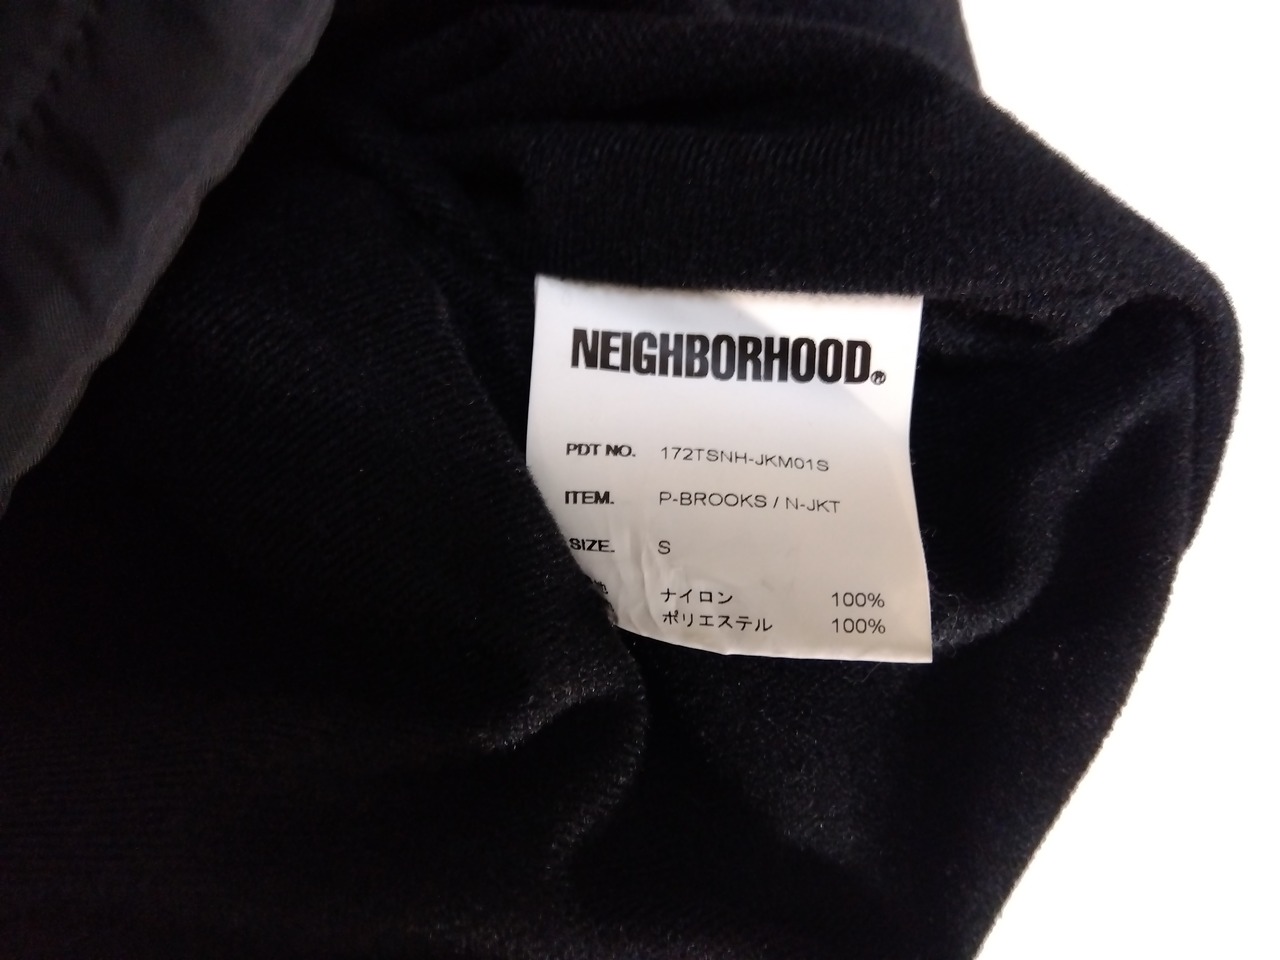 NEIGHBORHOOD®
PDT NO. 172TSNH-JKM01S
ITEM. P-BROOKS / N-JKT
SIZE. S
ナイロン 100%
ポリエステル 100%